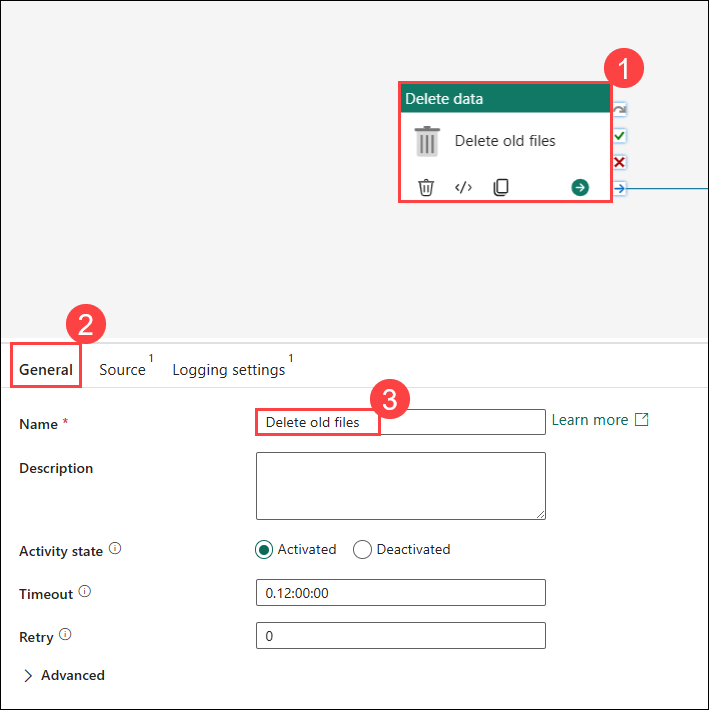 1
Delete data
Delete old files
</>
2
General
Source 1
Logging settings 1
3
Name *
Delete old files
Learn more
Description
Activity state
Activated
Deactivated
Timeout
0.12:00:00
Retry
0
Advanced